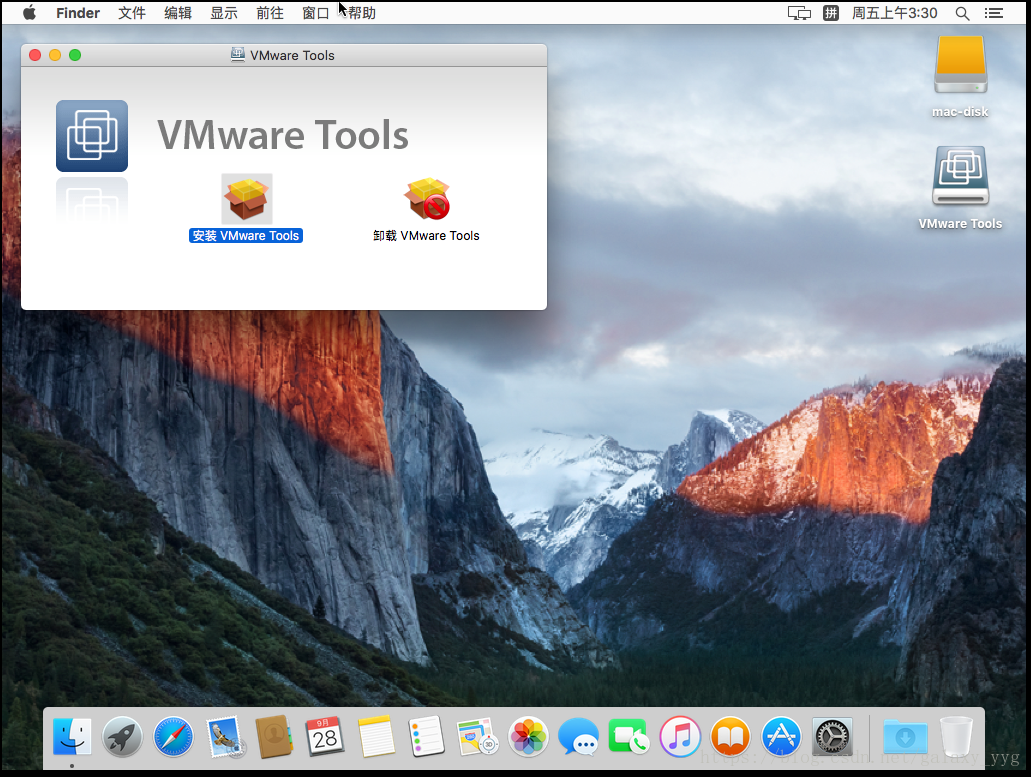 Finder 文件 编辑 显示 前往 窗口 帮助 拼 周五上午3:30
VMware Tools
VMware Tools
安装 VMware Tools
卸载 VMware Tools
mac-disk
VMware Tools
9月
28
3D
https://blog.csdn.net/galaxy_yyg